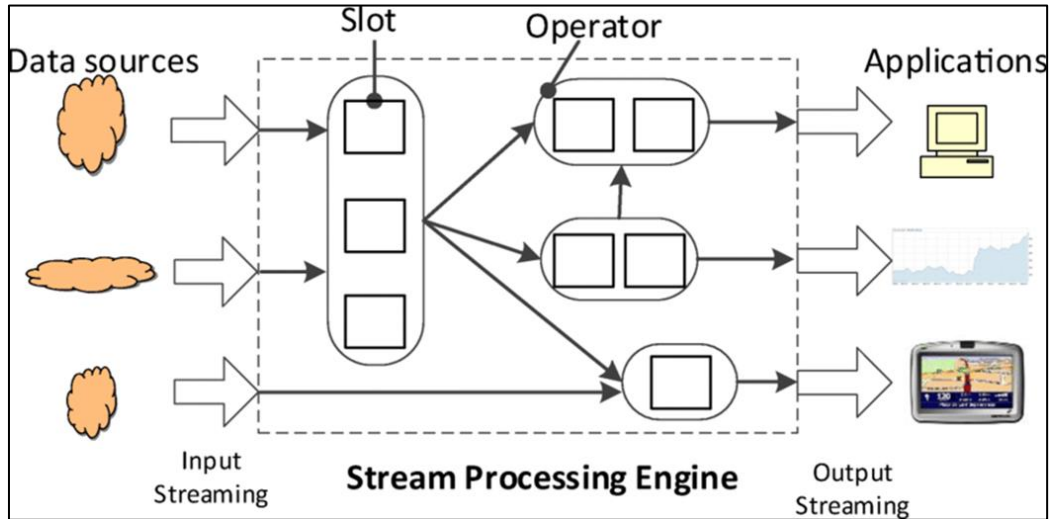 Slot
Operator
Data sources
Applications
Input
Streaming
Stream Processing Engine
Output
Streaming